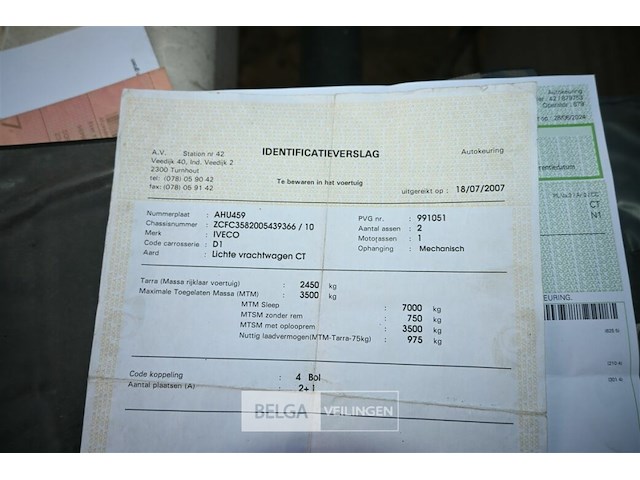 A.V. Station nr 42
Veedijk 40, Ind. Veedijk 2
2300 Turnhout
tel: (078) 05 90 42
fax: (078) 05 91 42
IDENTIFICATIEVERSLAG
Autokeuring
Te bewaren in het voertuig
uitgereikt op : 18/07/2007
Nummerplaat : AHU459
Chassisnummer : ZCFC3582005439366 / 10
Merk : IVECO
Code carrosserie : D1
Aard : Lichte vrachtwagen CT
PVG nr. : 991051
Aantal assen : 2
Motorassen : 1
Ophanging : Mechanisch
Tarra (Massa rijklaar voertuig) : 2450 kg
Maximale Toegelaten Massa (MTM) : 3500 kg
MTM Sleep : 7000 kg
MTSM zonder rem : 750 kg
MTSM met oplooprem : 3500 kg
Nuttig laadvermogen(MTM-Tarra-75kg) : 975 kg
Code koppeling : 4 Bol
Aantal plaatsen (A) : 2+1
BELGA VEILINGEN
Autokeuring
CT
N1